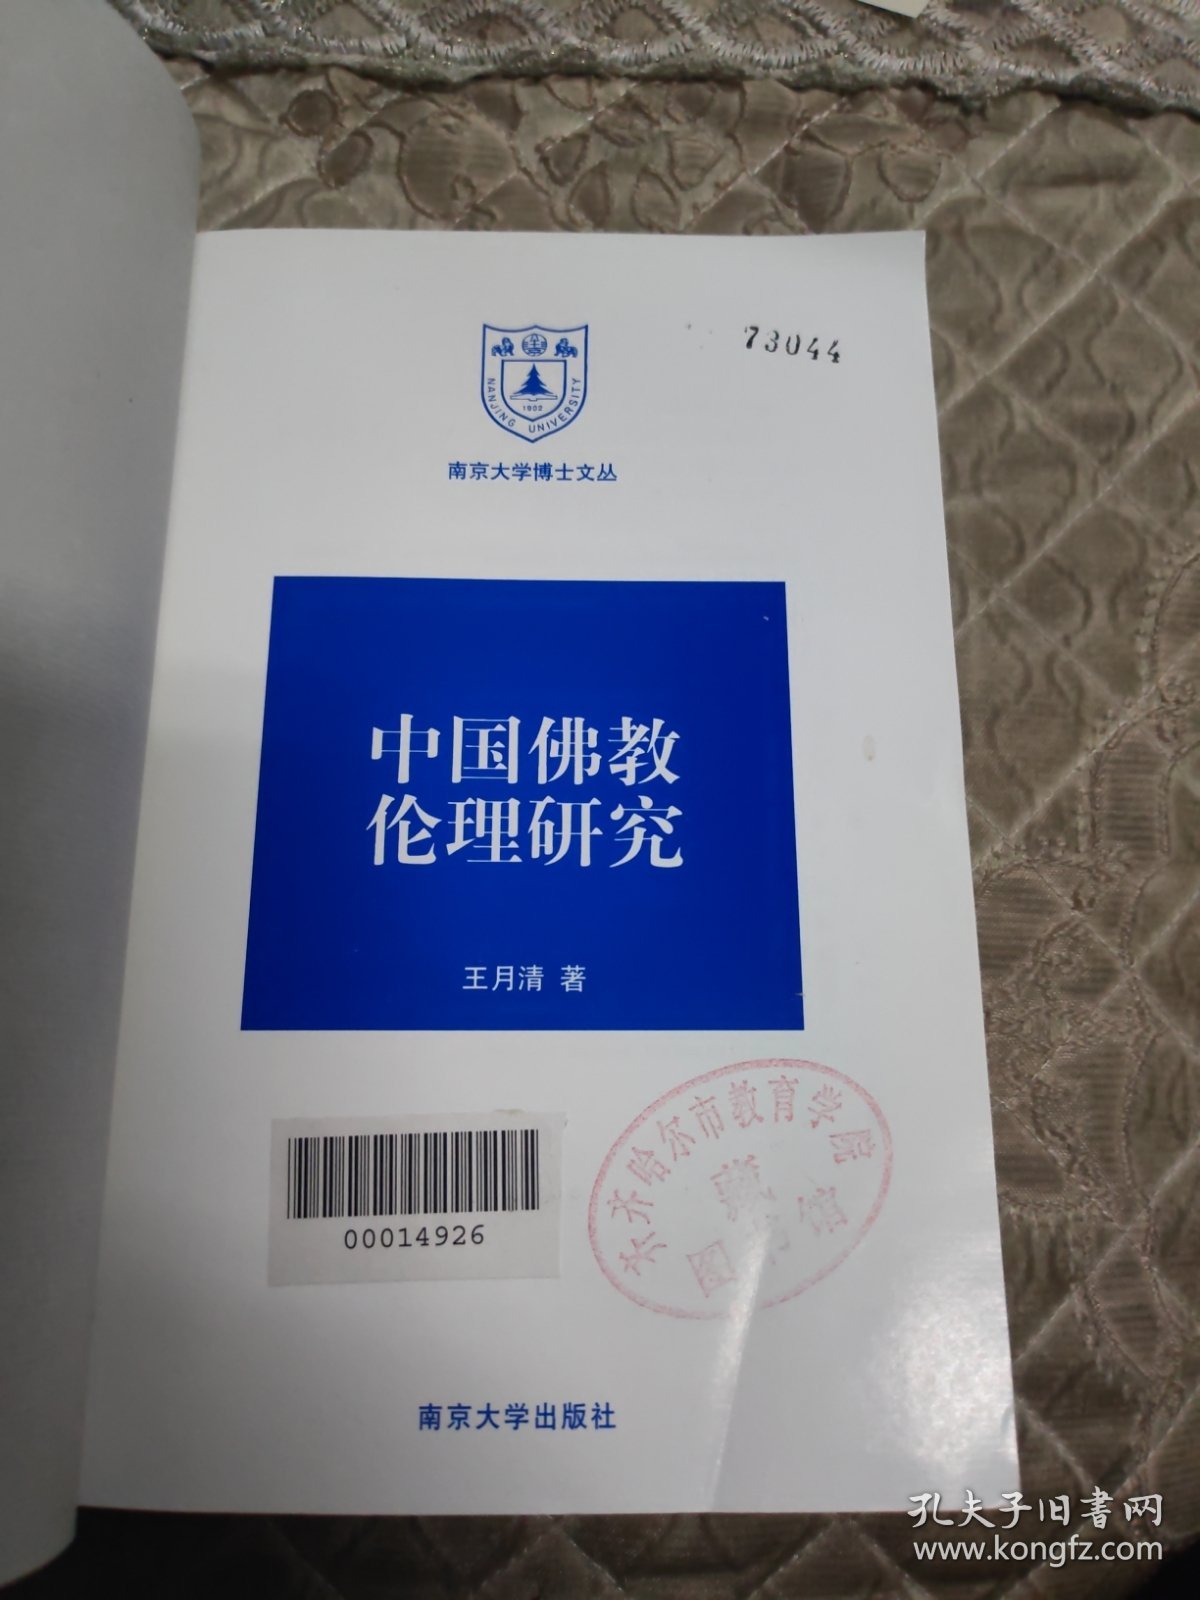 73044
NANJING UNIVERSITY
1902
南京大学博士文丛
中国佛教
伦理研究
王月清 著
00014926
齐齐哈尔市教育学院
藏
图书馆
南京大学出版社
孔夫子旧书网
www.kongfz.com